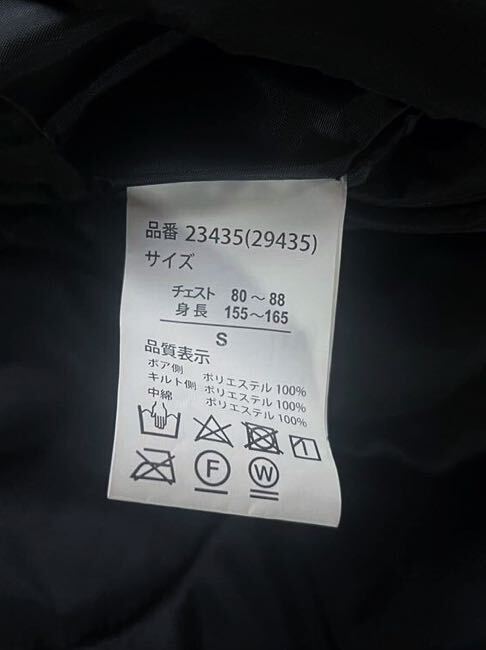 品番 23435(29435)
サイズ
チェスト 80～88
身長 155～165
S
品質表示
ボア側 ポリエステル 100%
キルト側 ポリエステル 100%
中綿 ポリエステル 100%
F W